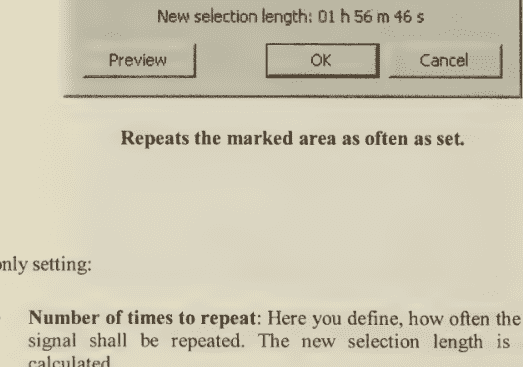 New selection length: 01 h 56 m 46 s
Preview OK Cancel
Repeats the marked area as often as set.
only setting:
Number of times to repeat: Here you define, how often the
signal shall be repeated. The new selection length is
calculated